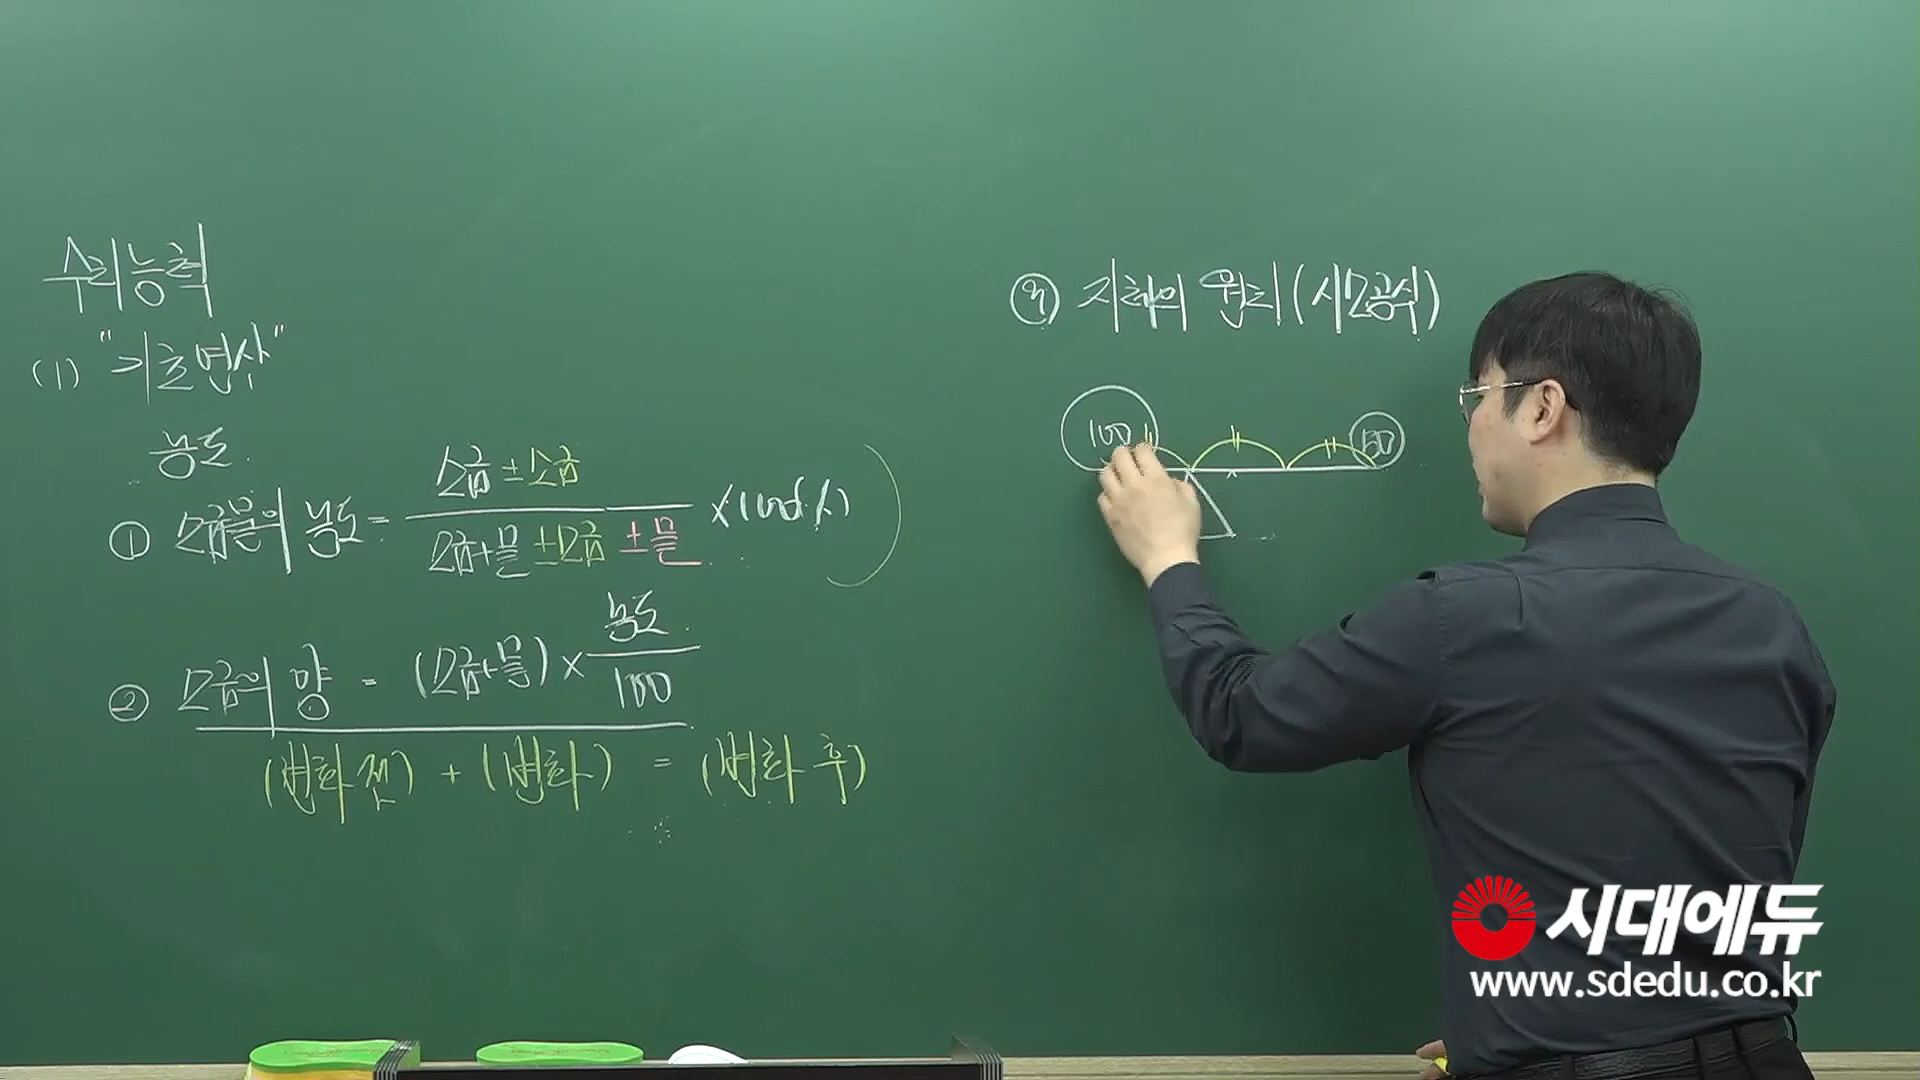 수리능력
(1) "기초연산"
농도.
① 소금물의 농도 = 소금 ± 소금 / 소금+물 ±소금 ±물 ×(100%)
② 소금의 양 = (소금+물) × 농도 / 100
(변화 전) + (변화) = (변화 후)
지레의 원리 (시소공식)
100
50
시대에듀
www.sdedu.co.kr